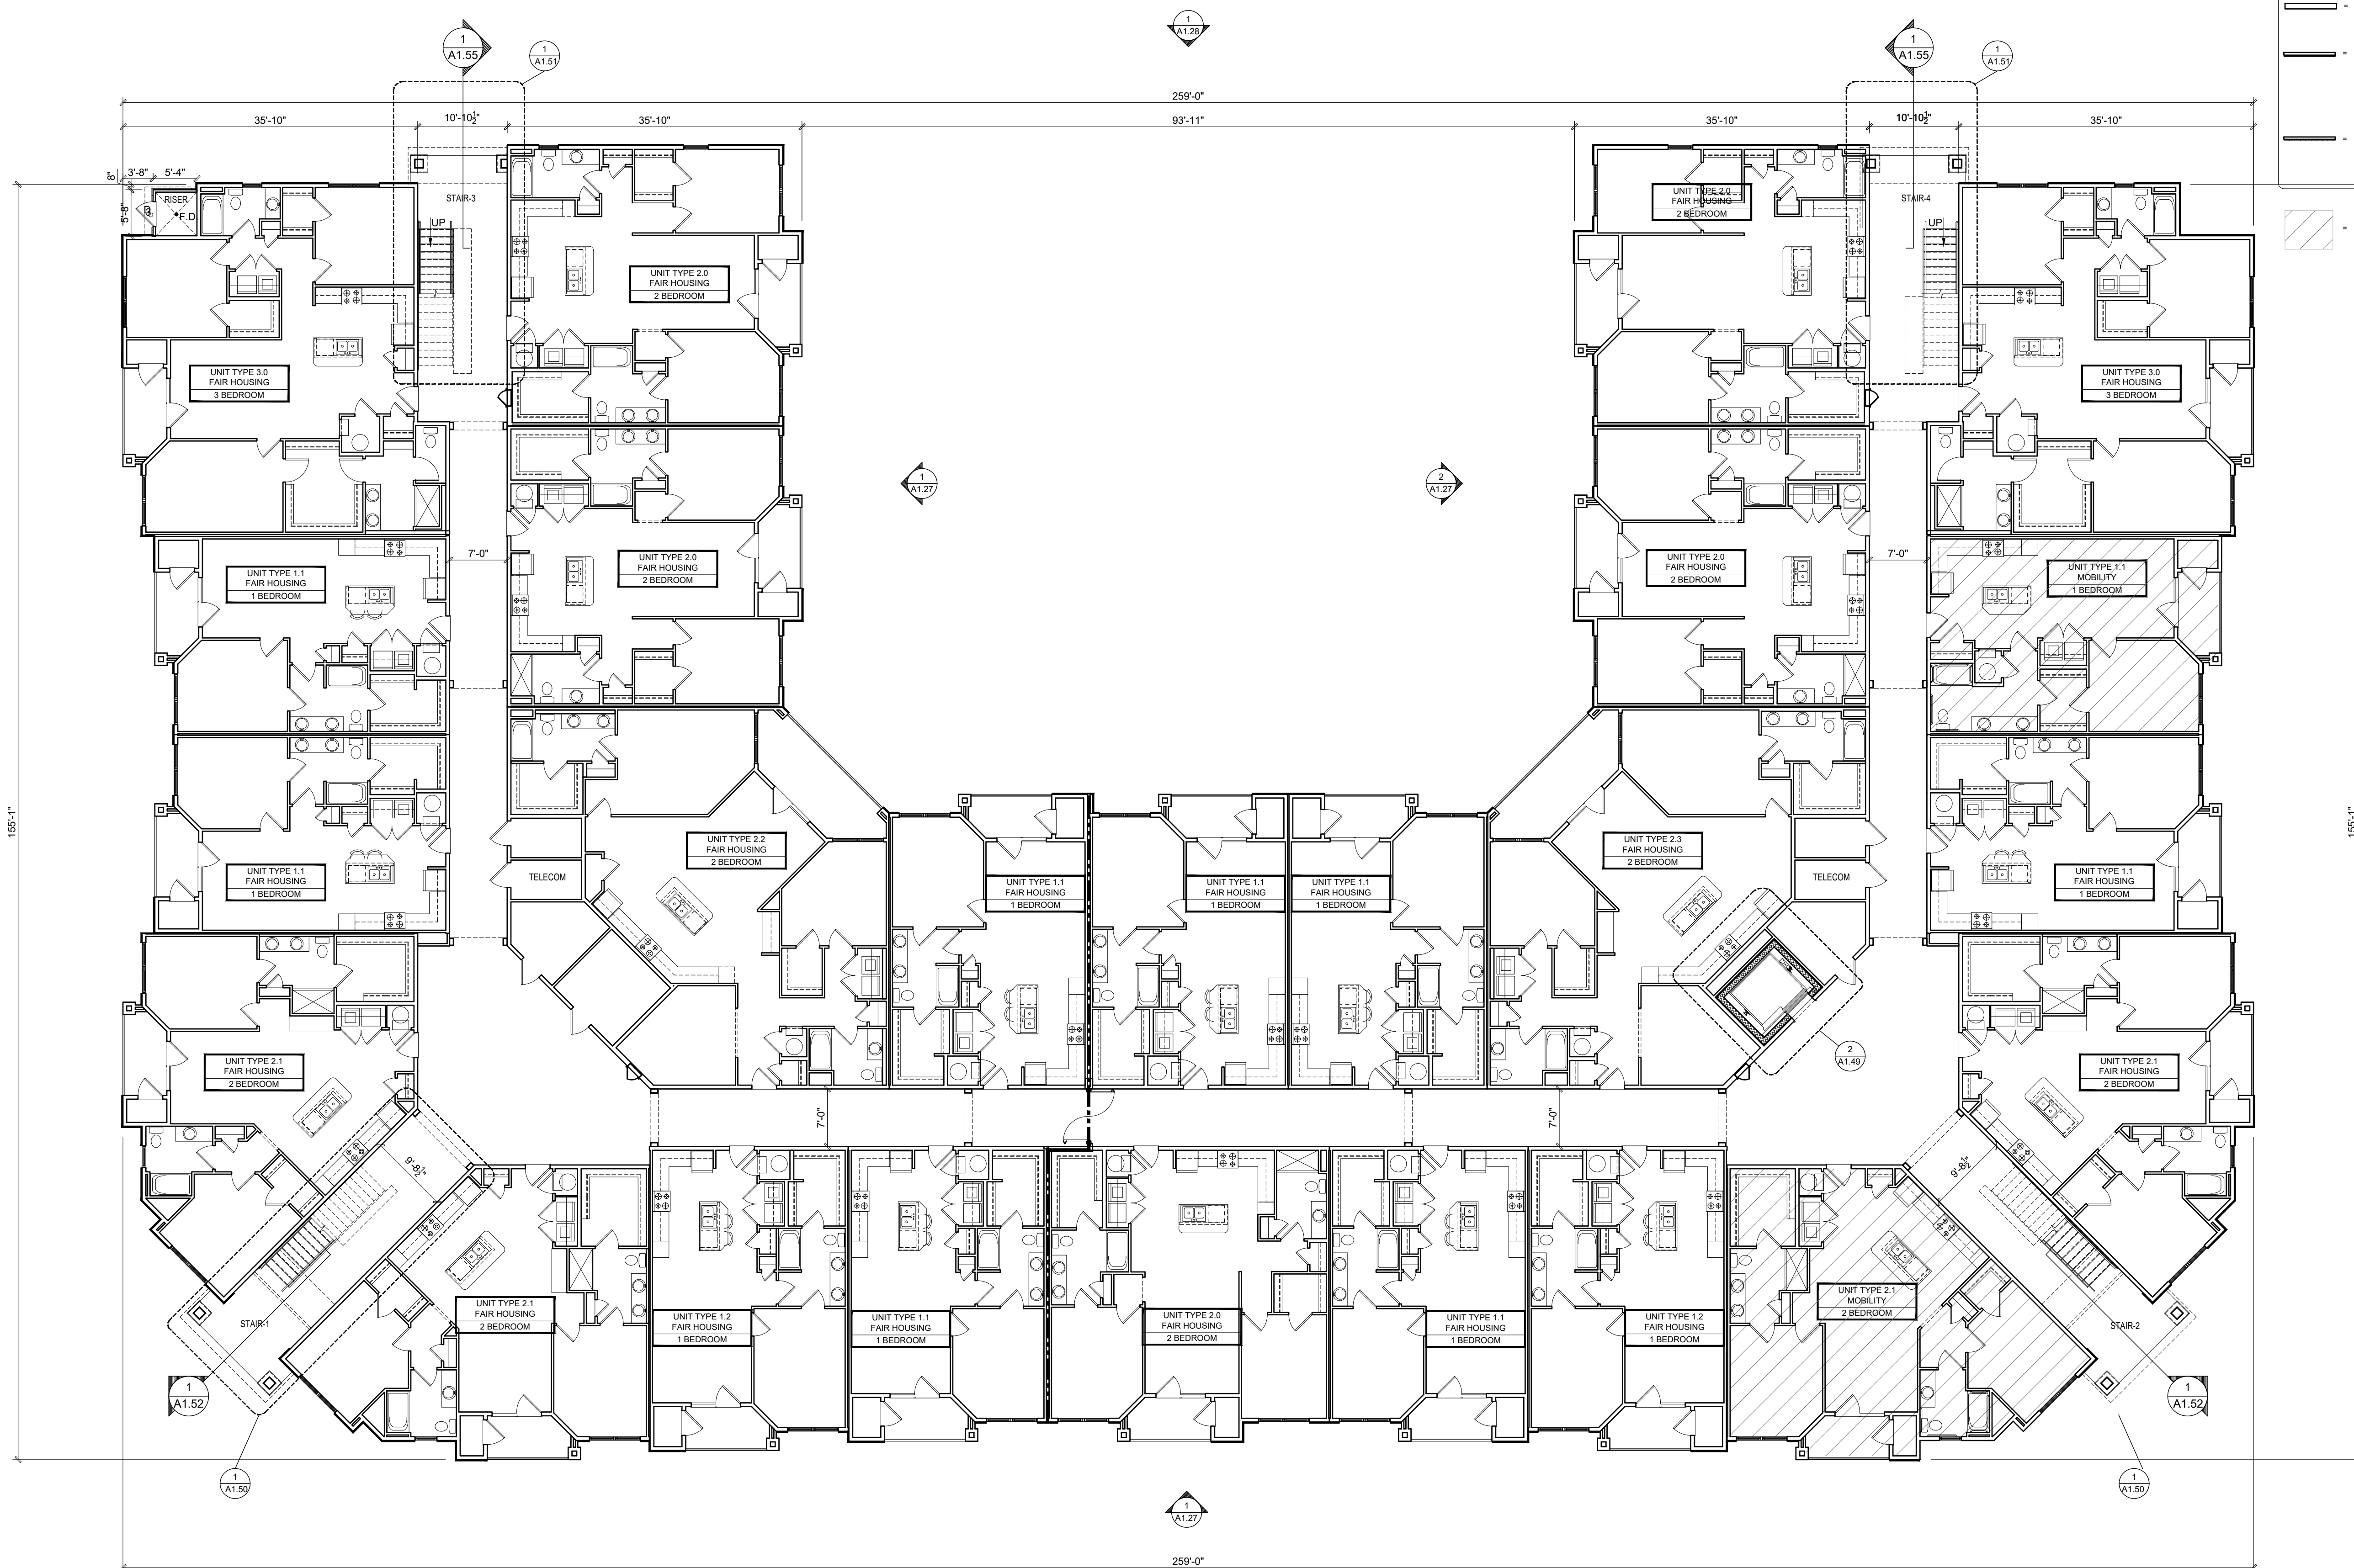 1
A1.28
=
1
A1.55
1
A1.51
1
A1.55
1
A1.51
=
259'-0"
35'-10"
10'-10½"
35'-10"
93'-11"
35'-10"
10'-10½"
35'-10"
=
8"
3'-8"
5'-4"
5'-8"
RISER
F.D
STAIR-3
UP
UNIT TYPE 2.0
FAIR HOUSING
2 BEDROOM
STAIR-4
UP
=
UNIT TYPE 2.0
FAIR HOUSING
2 BEDROOM
UNIT TYPE 3.0
FAIR HOUSING
3 BEDROOM
UNIT TYPE 3.0
FAIR HOUSING
3 BEDROOM
1
A1.27
2
A1.27
7'-0"
7'-0"
UNIT TYPE 1.1
FAIR HOUSING
1 BEDROOM
UNIT TYPE 2.0
FAIR HOUSING
2 BEDROOM
UNIT TYPE 2.0
FAIR HOUSING
2 BEDROOM
UNIT TYPE 1.1
MOBILITY
1 BEDROOM
155'-1"
155'-1"
UNIT TYPE 2.2
FAIR HOUSING
2 BEDROOM
UNIT TYPE 2.3
FAIR HOUSING
2 BEDROOM
UNIT TYPE 1.1
FAIR HOUSING
1 BEDROOM
TELECOM
UNIT TYPE 1.1
FAIR HOUSING
1 BEDROOM
UNIT TYPE 1.1
FAIR HOUSING
1 BEDROOM
UNIT TYPE 1.1
FAIR HOUSING
1 BEDROOM
TELECOM
UNIT TYPE 1.1
FAIR HOUSING
1 BEDROOM
UNIT TYPE 2.1
FAIR HOUSING
2 BEDROOM
2
A1.49
UNIT TYPE 2.1
FAIR HOUSING
2 BEDROOM
7'-0"
7'-0"
9'-8½"
9'-8½"
UNIT TYPE 2.1
MOBILITY
2 BEDROOM
STAIR-1
UNIT TYPE 2.1
FAIR HOUSING
2 BEDROOM
UNIT TYPE 1.2
FAIR HOUSING
1 BEDROOM
UNIT TYPE 1.1
FAIR HOUSING
1 BEDROOM
UNIT TYPE 2.0
FAIR HOUSING
2 BEDROOM
UNIT TYPE 1.1
FAIR HOUSING
1 BEDROOM
UNIT TYPE 1.2
FAIR HOUSING
1 BEDROOM
STAIR-2
1
A1.52
1
A1.52
1
A1.50
1
A1.50
1
A1.27
259'-0"